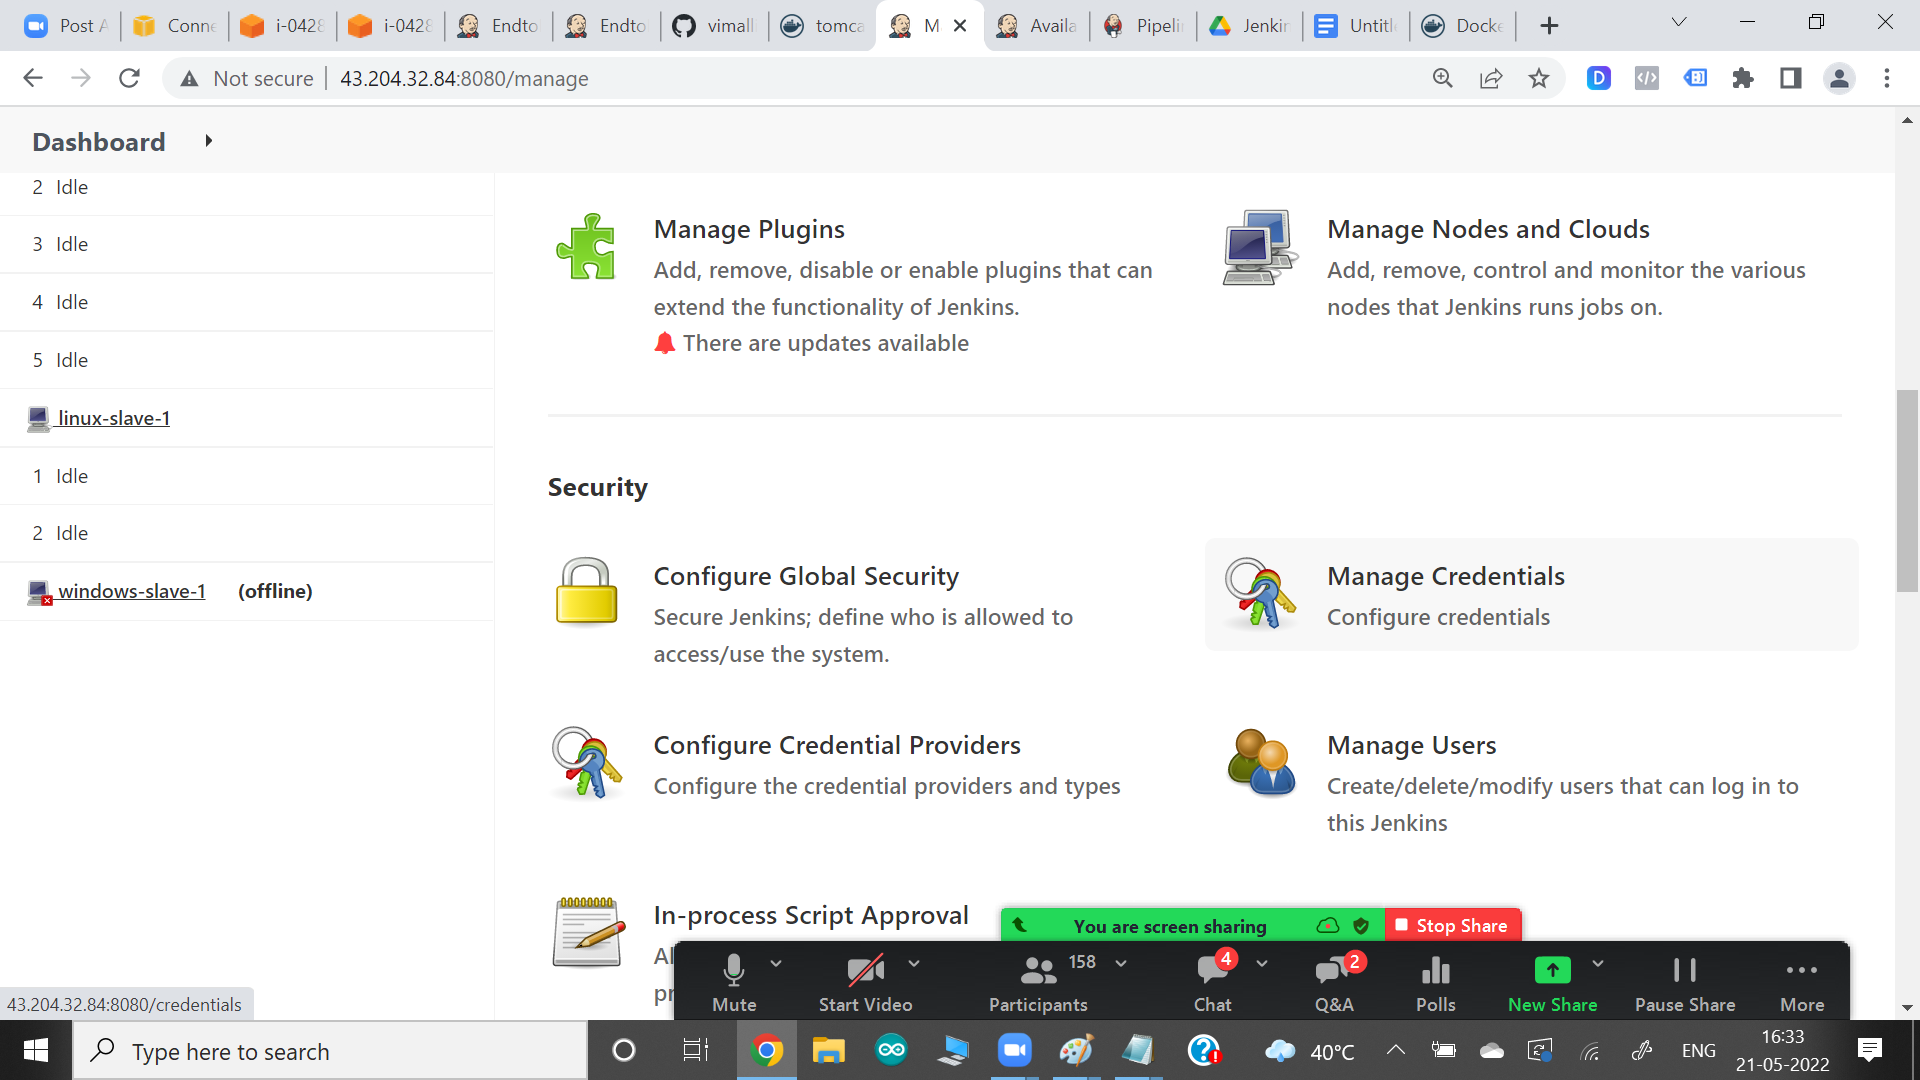 Post A
Conne
i-0428
i-0428
Endto
Endto
vimalli
tomca
M
Availa
Pipelin
Jenkin
Untitle
Docke
Not secure
43.204.32.84:8080/manage
Dashboard
2 Idle
3 Idle
4 Idle
5 Idle
linux-slave-1
1 Idle
2 Idle
windows-slave-1 (offline)
Manage Plugins
Add, remove, disable or enable plugins that can
extend the functionality of Jenkins.
There are updates available
Manage Nodes and Clouds
Add, remove, control and monitor the various
nodes that Jenkins runs jobs on.
Security
Configure Global Security
Secure Jenkins; define who is allowed to
access/use the system.
Manage Credentials
Configure credentials
Configure Credential Providers
Configure the credential providers and types
Manage Users
Create/delete/modify users that can log in to
this Jenkins
In-process Script Approval
Al
pr
You are screen sharing
Stop Share
Mute
Start Video
158
Participants
4
Chat
2
Q&A
Polls
New Share
Pause Share
More
43.204.32.84:8080/credentials
Type here to search
40°C
ENG
16:33
21-05-2022